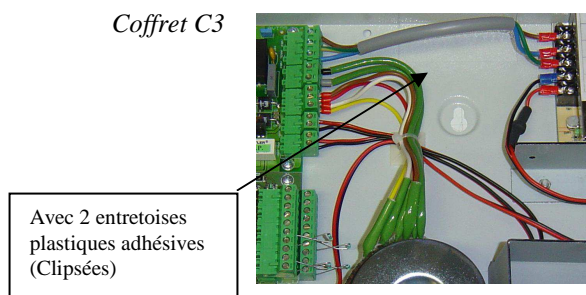 Coffret C3
Avec 2 entretoises
plastiques adhésives
(Clipsées)